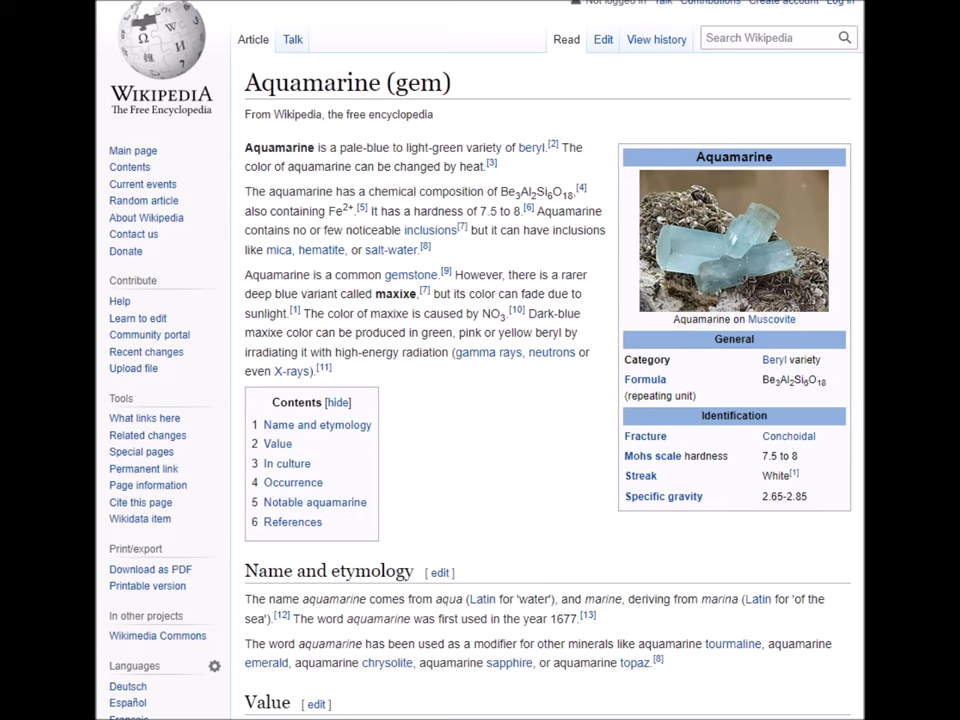 Not logged in Talk Contributions Create account Log in
Article Talk Read Edit View history Search Wikipedia
Ω W И
WIKIPEDIA
The Free Encyclopedia
Main page
Contents
Current events
Random article
About Wikipedia
Contact us
Donate
Contribute
Help
Learn to edit
Community portal
Recent changes
Upload file
Tools
What links here
Related changes
Special pages
Permanent link
Page information
Cite this page
Wikidata item
Print/export
Download as PDF
Printable version
In other projects
Wikimedia Commons
Languages
Deutsch
Español
Français
Aquamarine (gem)
From Wikipedia, the free encyclopedia
Aquamarine is a pale-blue to light-green variety of beryl.[2] The
color of aquamarine can be changed by heat.[3]
The aquamarine has a chemical composition of Be3Al2Si6O18,[4]
also containing Fe2+.[5] It has a hardness of 7.5 to 8.[6] Aquamarine
contains no or few noticeable inclusions[7] but it can have inclusions
like mica, hematite, or salt-water.[8]
Aquamarine is a common gemstone.[9] However, there is a rarer
deep blue variant called maxixe,[7] but its color can fade due to
sunlight.[1] The color of maxixe is caused by NO3.[10] Dark-blue
maxixe color can be produced in green, pink or yellow beryl by
irradiating it with high-energy radiation (gamma rays, neutrons or
even X-rays).[11]
Aquamarine
Aquamarine on Muscovite
General
Category Beryl variety
Formula Be3Al2Si6O18
(repeating unit)
Identification
Fracture Conchoidal
Mohs scale hardness 7.5 to 8
Streak White[1]
Specific gravity 2.65-2.85
Contents [hide]
1 Name and etymology
2 Value
3 In culture
4 Occurrence
5 Notable aquamarine
6 References
Name and etymology [ edit ]
The name aquamarine comes from aqua (Latin for 'water'), and marine, deriving from marina (Latin for 'of the
sea').[12] The word aquamarine was first used in the year 1677.[13]
The word aquamarine has been used as a modifier for other minerals like aquamarine tourmaline, aquamarine
emerald, aquamarine chrysolite, aquamarine sapphire, or aquamarine topaz.[8]
Value [ edit ]